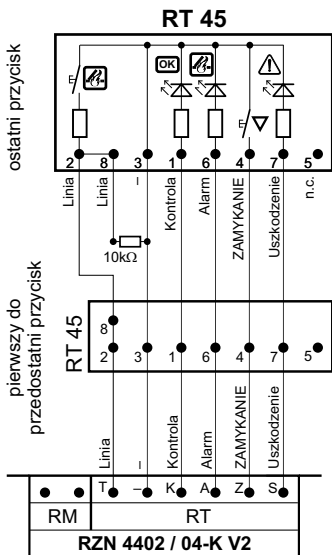 RT 45
ostatni przycisk
OK
2 8 3 1 6 4 7 5
Linia
Linia
–
Kontrola
Alarm
ZAMYKANIE
Uszkodzenie
n.c.
10kΩ
pierwszy do
przedostatni przycisk
RT 45
8
2 3 1 6 4 7 5
Linia
–
Kontrola
Alarm
ZAMYKANIE
Uszkodzenie
T – K A Z S
RM RT
RZN 4402 / 04-K V2